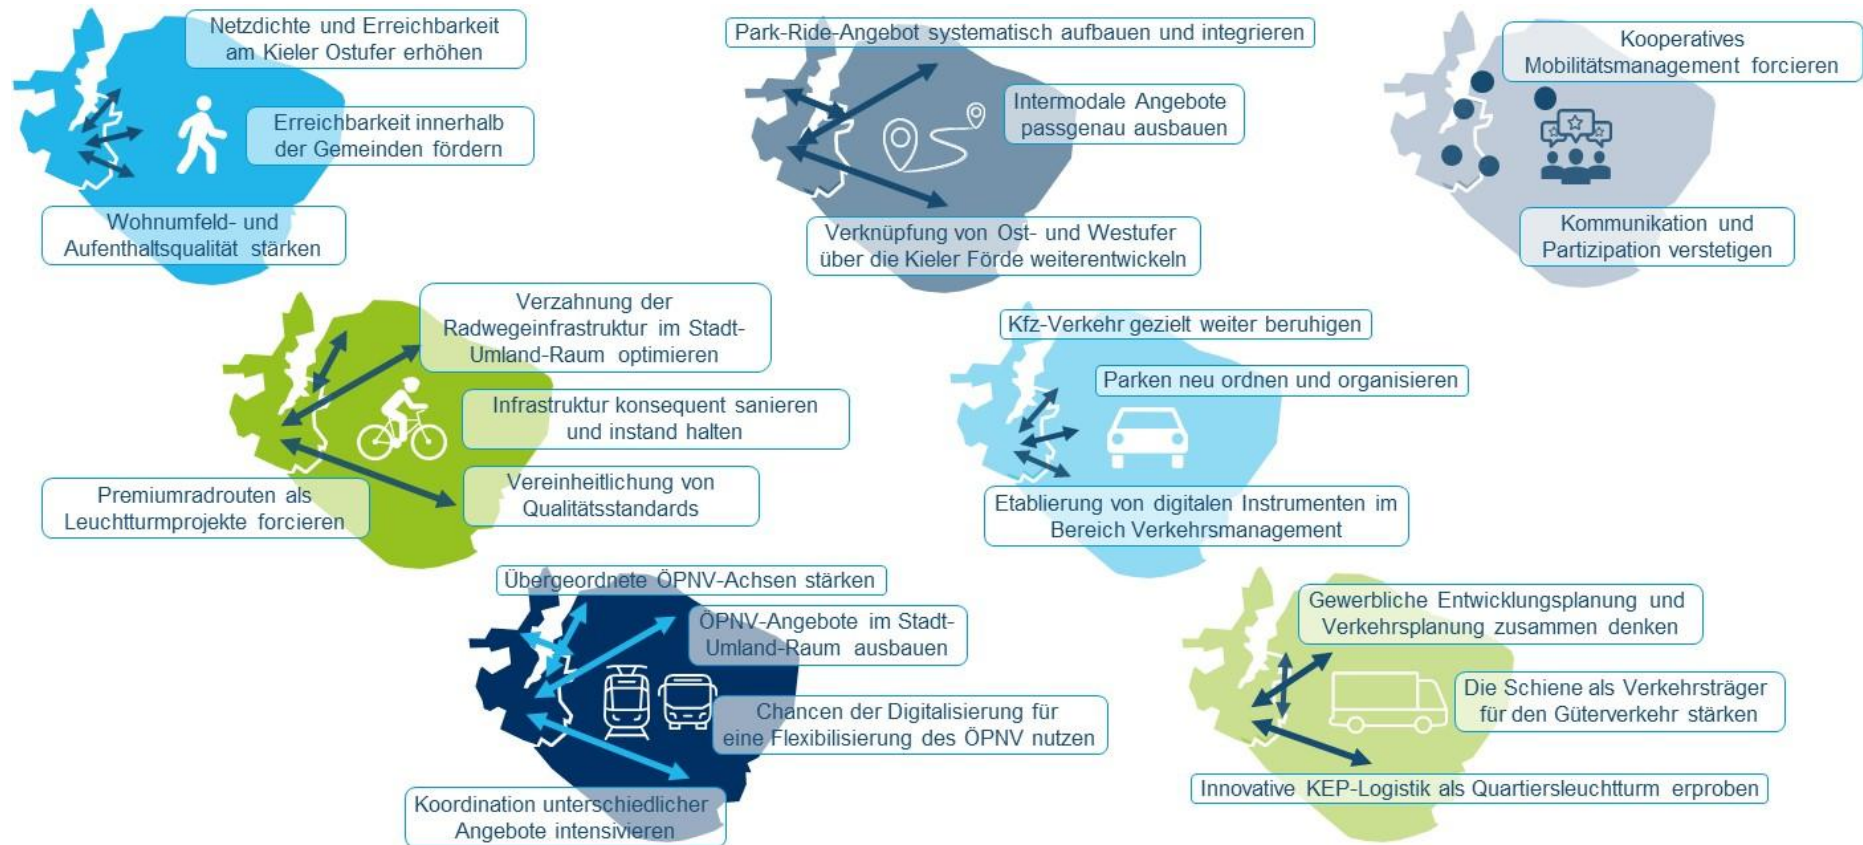 Netzdichte und Erreichbarkeit
am Kieler Ostufer erhöhen
Erreichbarkeit innerhalb
der Gemeinden fördern
Wohnumfeld- und
Aufenthaltsqualität stärken
Park-Ride-Angebot systematisch aufbauen und integrieren
Intermodale Angebote
passgenau ausbauen
Verknüpfung von Ost- und Westufer
über die Kieler Förde weiterentwickeln
Kooperatives
Mobilitätsmanagement forcieren
Kommunikation und
Partizipation verstetigen
Verzahnung der
Radwegeinfrastruktur im Stadt-
Umland-Raum optimieren
Infrastruktur konsequent sanieren
und instand halten
Vereinheitlichung von
Qualitätsstandards
Premiumradrouten als
Leuchtturmprojekte forcieren
Kfz-Verkehr gezielt weiter beruhigen
Parken neu ordnen und organisieren
Etablierung von digitalen Instrumenten im
Bereich Verkehrsmanagement
Übergeordnete ÖPNV-Achsen stärken
ÖPNV-Angebote im Stadt-
Umland-Raum ausbauen
Chancen der Digitalisierung für
eine Flexibilisierung des ÖPNV nutzen
Koordination unterschiedlicher
Angebote intensivieren
Gewerbliche Entwicklungsplanung und
Verkehrsplanung zusammen denken
Die Schiene als Verkehrsträger
für den Güterverkehr stärken
Innovative KEP-Logistik als Quartiersleuchtturm erproben